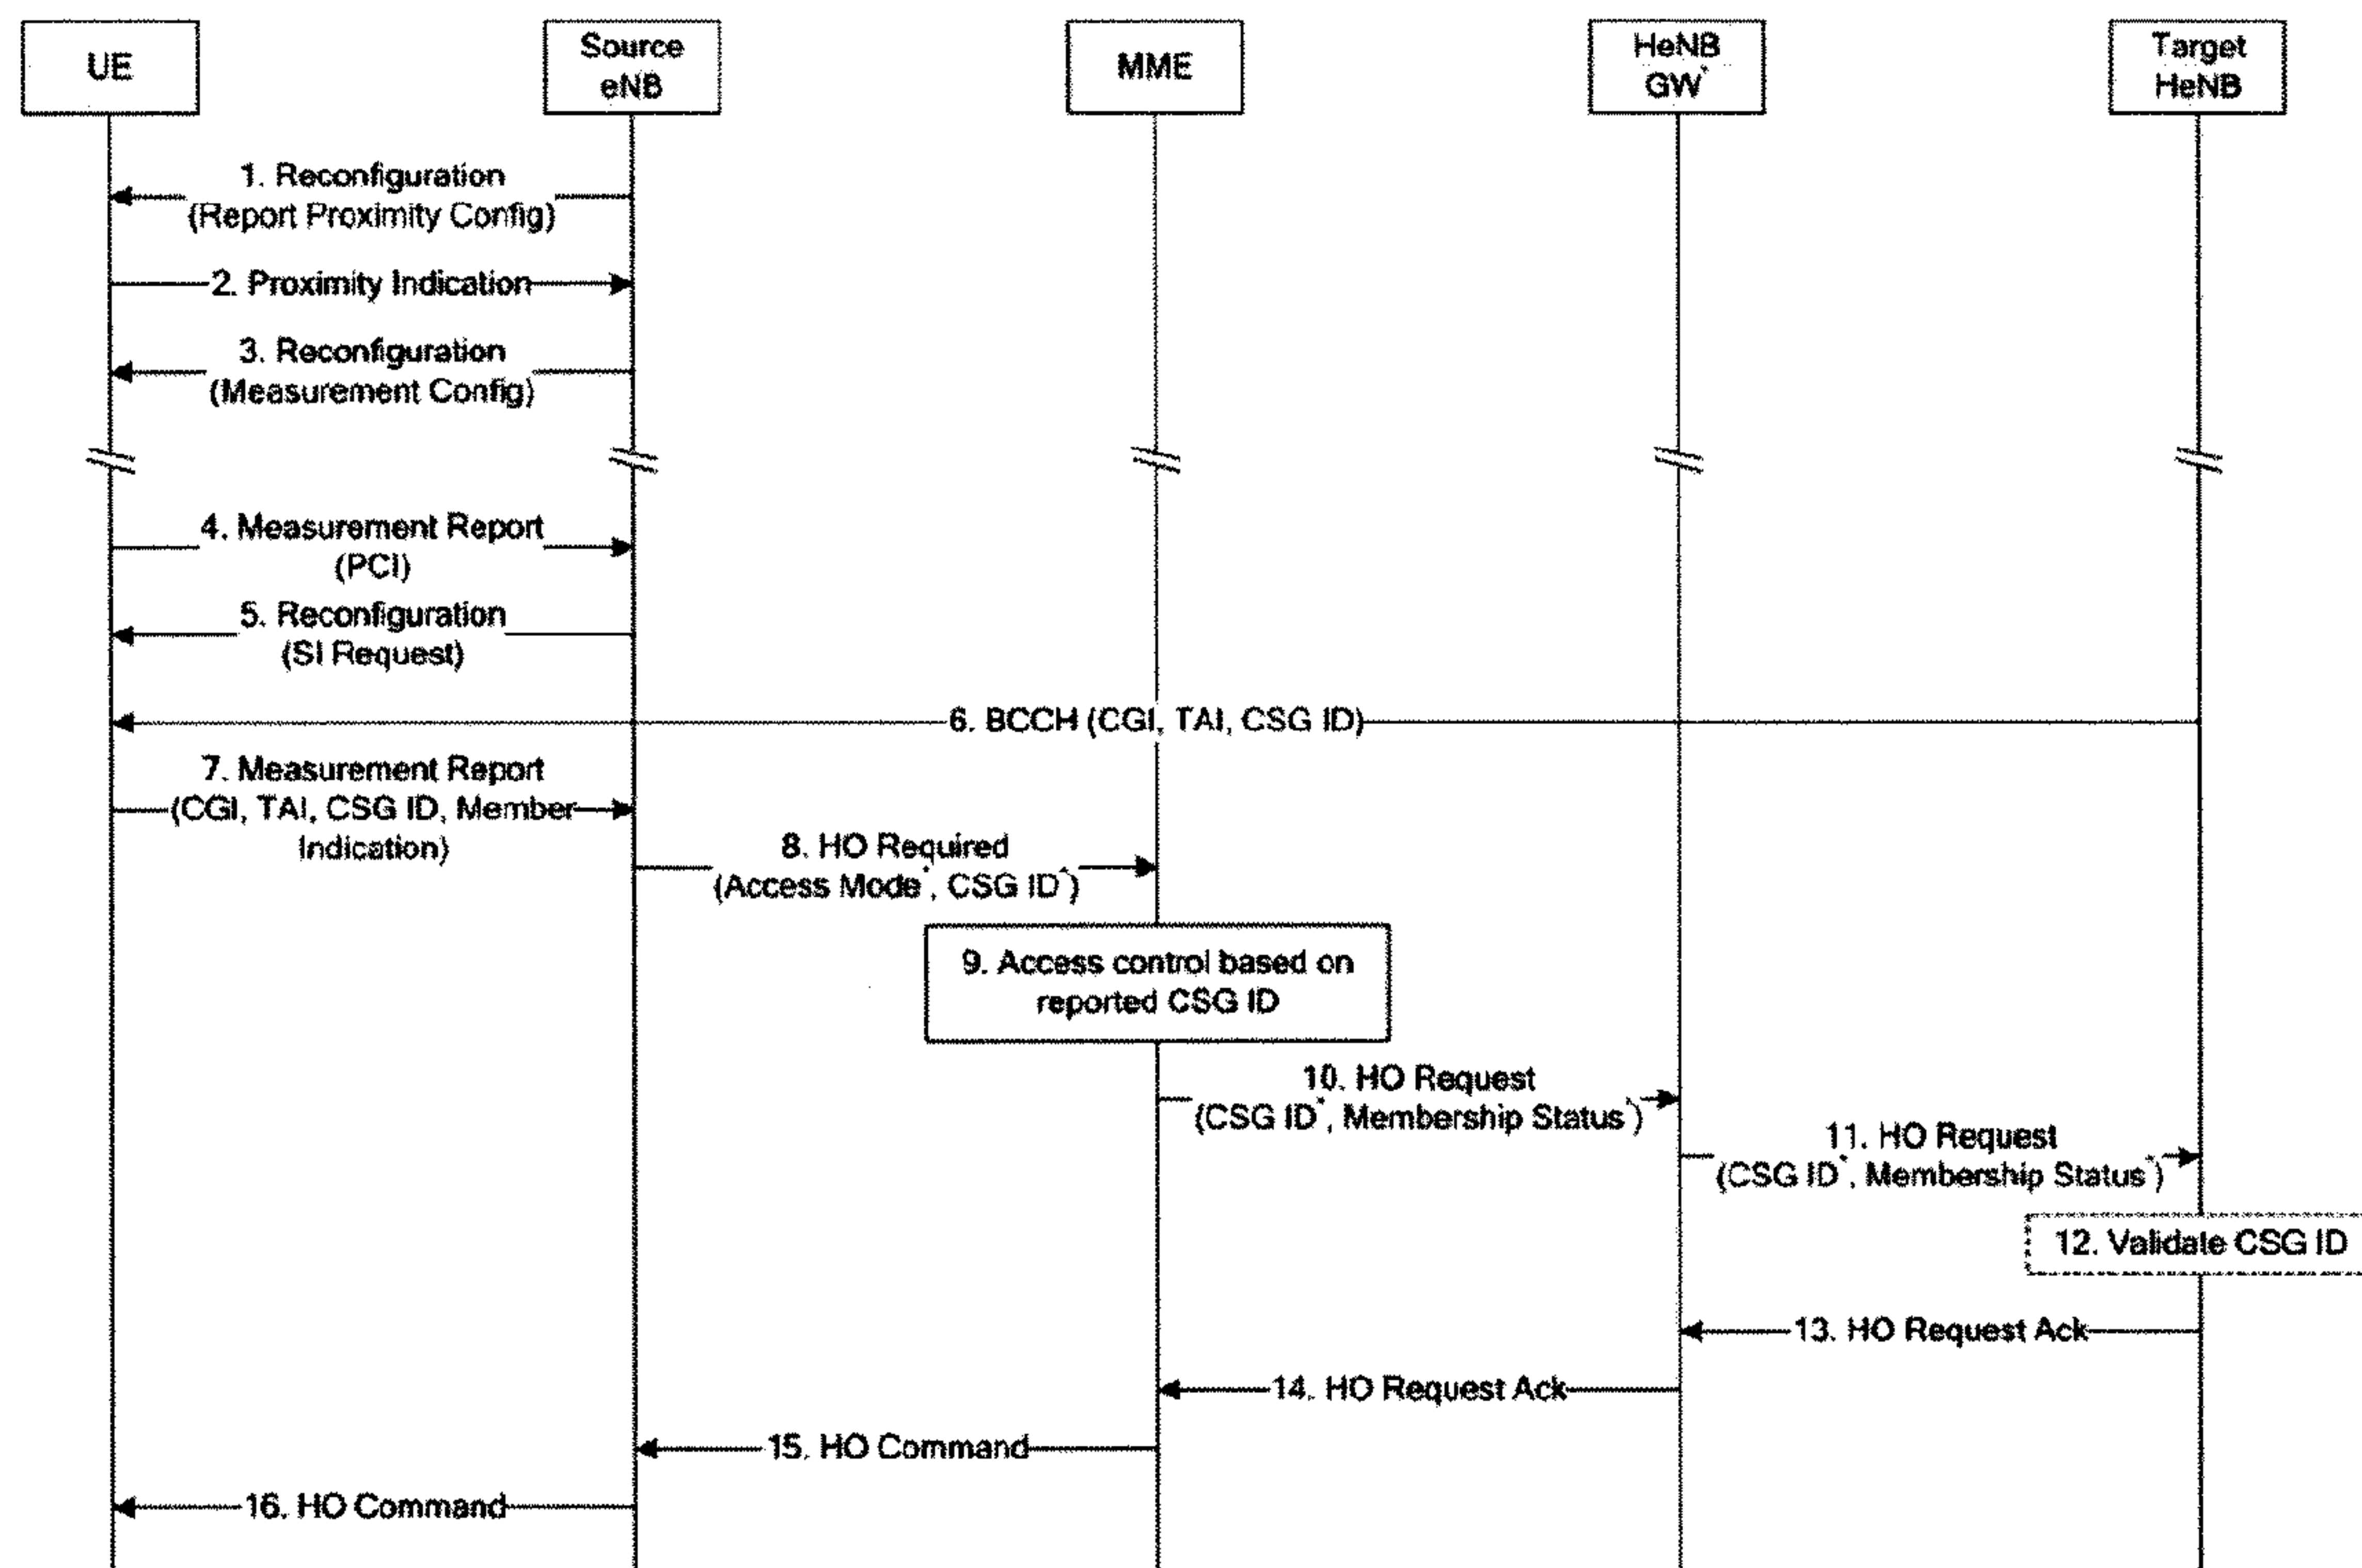 UE
Source
eNB
MME
HeNB
GW*
Target
HeNB
1. Reconfiguration
(Report Proximity Config)
2. Proximity Indication
3. Reconfiguration
(Measurement Config)
4. Measurement Report
(PCI)
5. Reconfiguration
(SI Request)
6. BCCH (CGI, TAI, CSG ID)
7. Measurement Report
(CGI, TAI, CSG ID, Member
Indication)
8. HO Required
(Access Mode*, CSG ID*)
9. Access control based on
reported CSG ID
10. HO Request
(CSG ID*, Membership Status*)
11. HO Request
(CSG ID*, Membership Status*)
12. Validate CSG ID
13. HO Request Ack
14. HO Request Ack
15. HO Command
16. HO Command